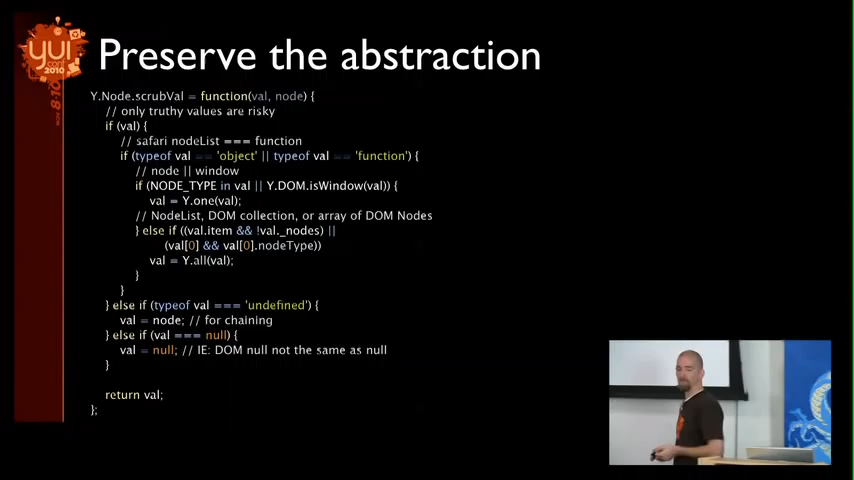 YUI
conf
2010
Preserve the abstraction
Y.Node.scrubVal = function(val, node) {
// only truthy values are risky
if (val) {
// safari nodeList === function
if (typeof val == 'object' || typeof val == 'function') {
// node || window
if (NODE_TYPE in val || Y.DOM.isWindow(val)) {
val = Y.one(val);
// NodeList, DOM collection, or array of DOM Nodes
} else if ((val.item && !val._nodes) ||
(val[0] && val[0].nodeType))
val = Y.all(val);
}
}
} else if (typeof val === 'undefined') {
val = node; // for chaining
} else if (val === null) {
val = null; // IE: DOM null not the same as null
}
return val;
};